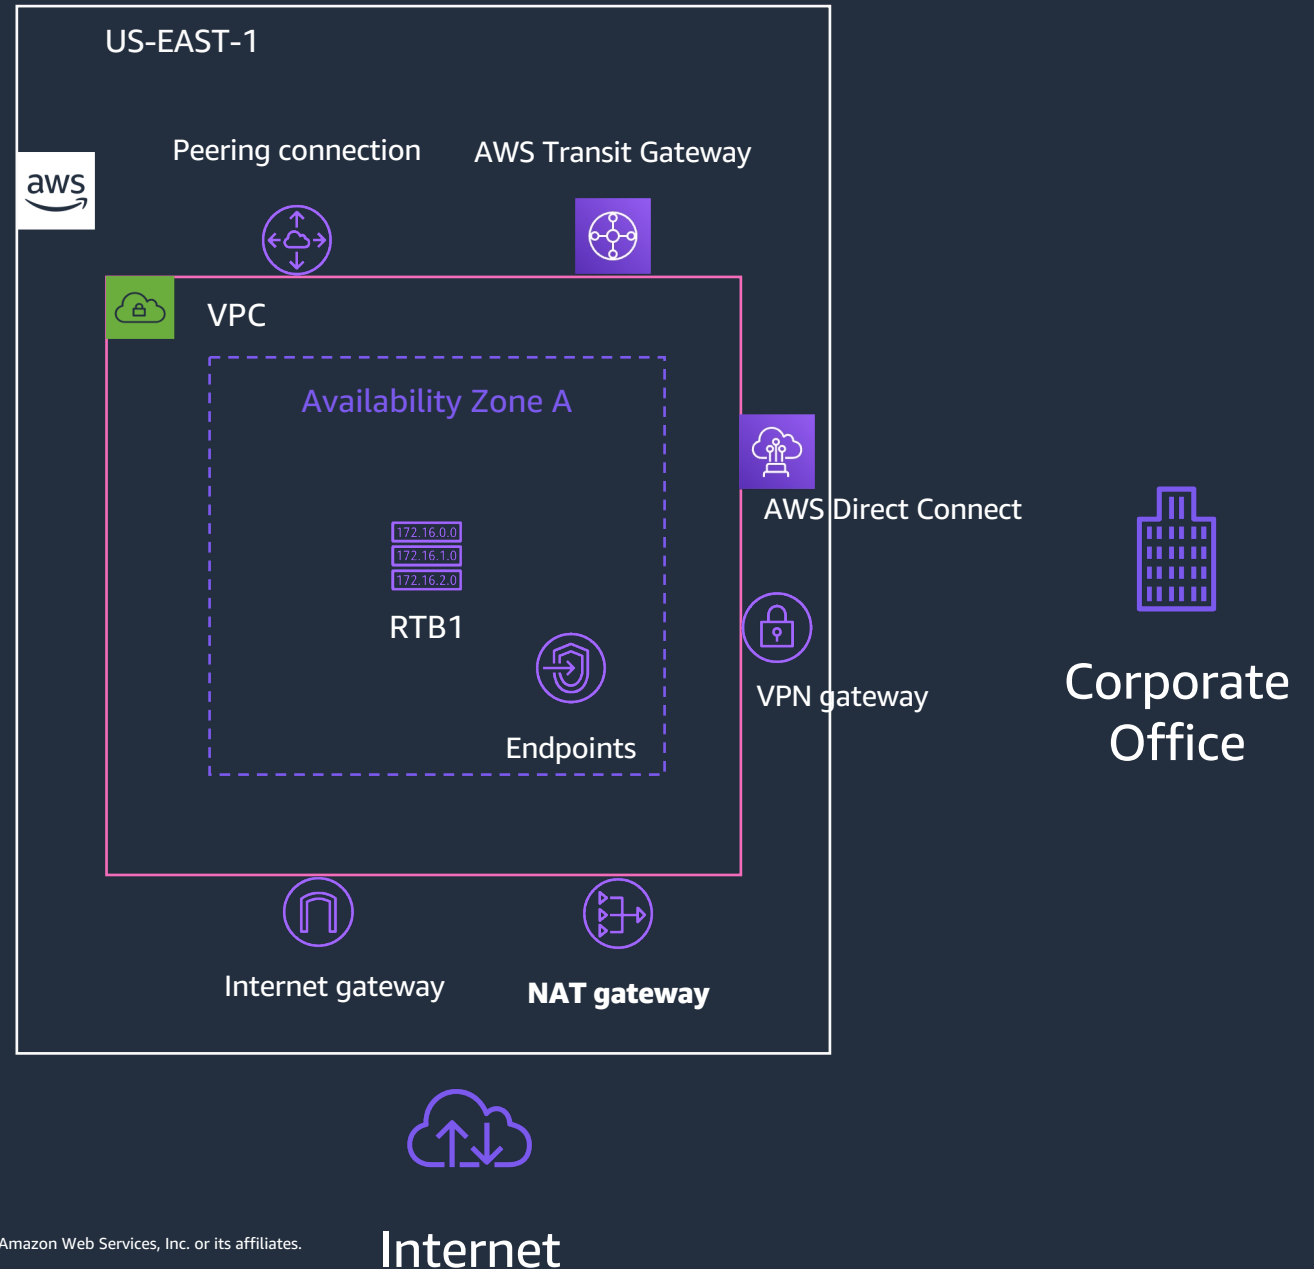 US-EAST-1
Peering connection
AWS Transit Gateway
aws
VPC
Availability Zone A
172.16.0.0
172.16.1.0
172.16.2.0
RTB1
Endpoints
AWS Direct Connect
VPN gateway
Corporate
Office
Internet gateway
NAT gateway
Internet
Amazon Web Services, Inc. or its affiliates.